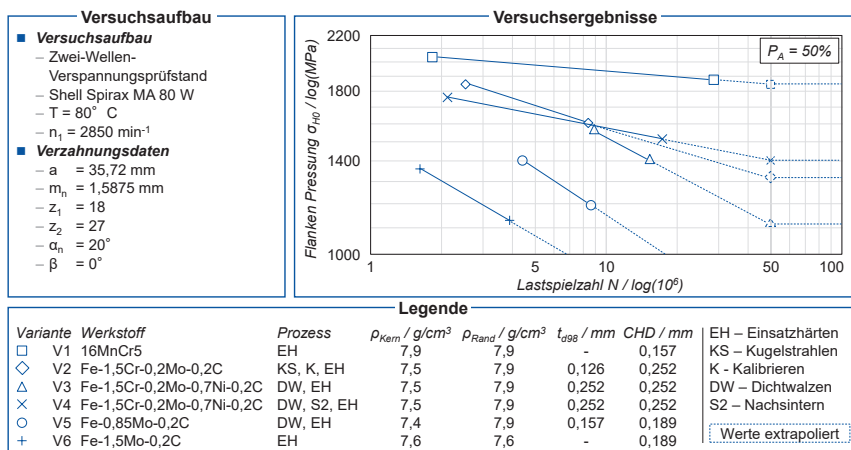 Versuchsaufbau
Versuchsaufbau
– Zwei-Wellen-
Verspannungsprüfstand
– Shell Spirax MA 80 W
– T = 80° C
– n1 = 2850 min-1
Verzahnungsdaten
– a = 35,72 mm
– mn = 1,5875 mm
– z1 = 18
– z2 = 27
– αn = 20°
– β = 0°
Versuchsergebnisse
Flanken Pressung σH0 / log(MPa)
2200
1800
1400
1000
PA = 50%
1 5 10 50 100
Lastspielzahl N / log(10⁶)
Legende
Variante Werkstoff Prozess ρKern / g/cm³ ρRand / g/cm³ td98 / mm CHD / mm
V1 16MnCr5 EH 7,9 7,9 - 0,157
V2 Fe-1,5Cr-0,2Mo-0,2C KS, K, EH 7,5 7,9 0,126 0,252
V3 Fe-1,5Cr-0,2Mo-0,7Ni-0,2C DW, EH 7,5 7,9 0,252 0,252
V4 Fe-1,5Cr-0,2Mo-0,7Ni-0,2C DW, S2, EH 7,5 7,9 0,252 0,252
V5 Fe-0,85Mo-0,2C DW, EH 7,4 7,9 0,157 0,189
V6 Fe-1,5Mo-0,2C EH 7,6 7,6 - 0,189
EH – Einsatzhärten
KS – Kugelstrahlen
K - Kalibrieren
DW – Dichtwalzen
S2 – Nachsintern
Werte extrapoliert